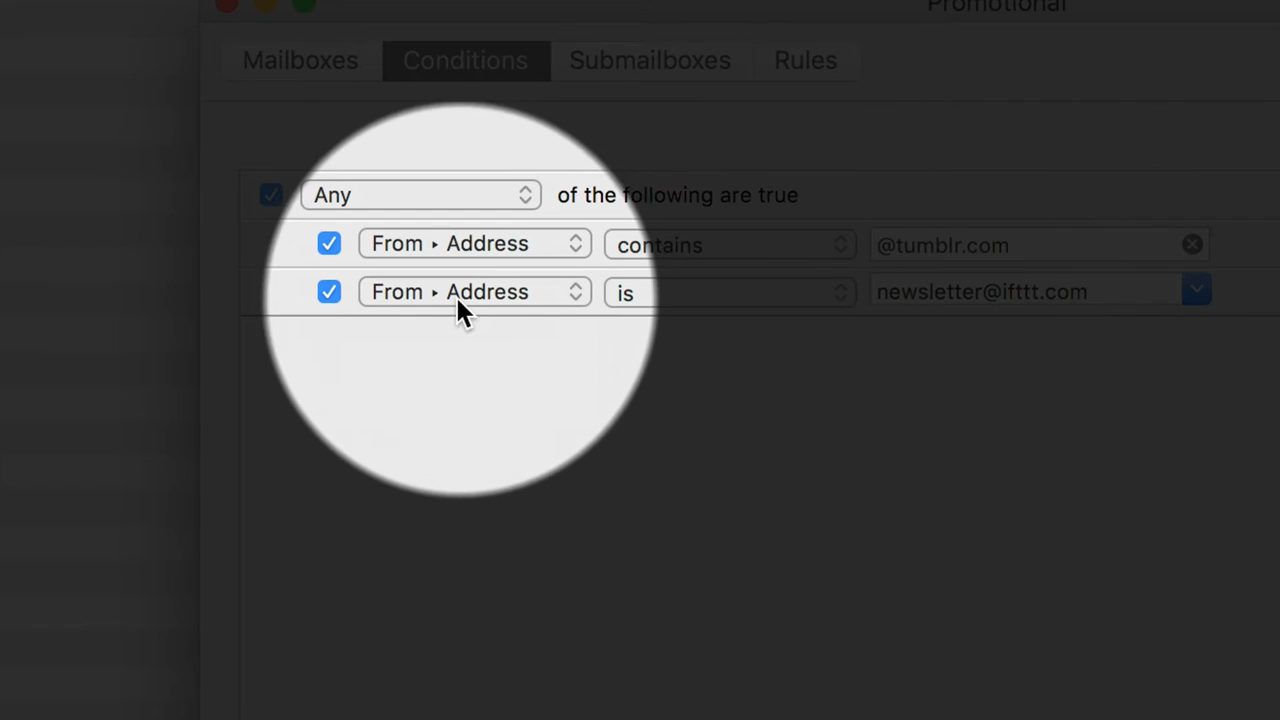 Promotional
Mailboxes Conditions Submailboxes Rules
Any of the following are true
From ▸ Address contains @tumblr.com
From ▸ Address is newsletter@ifttt.com